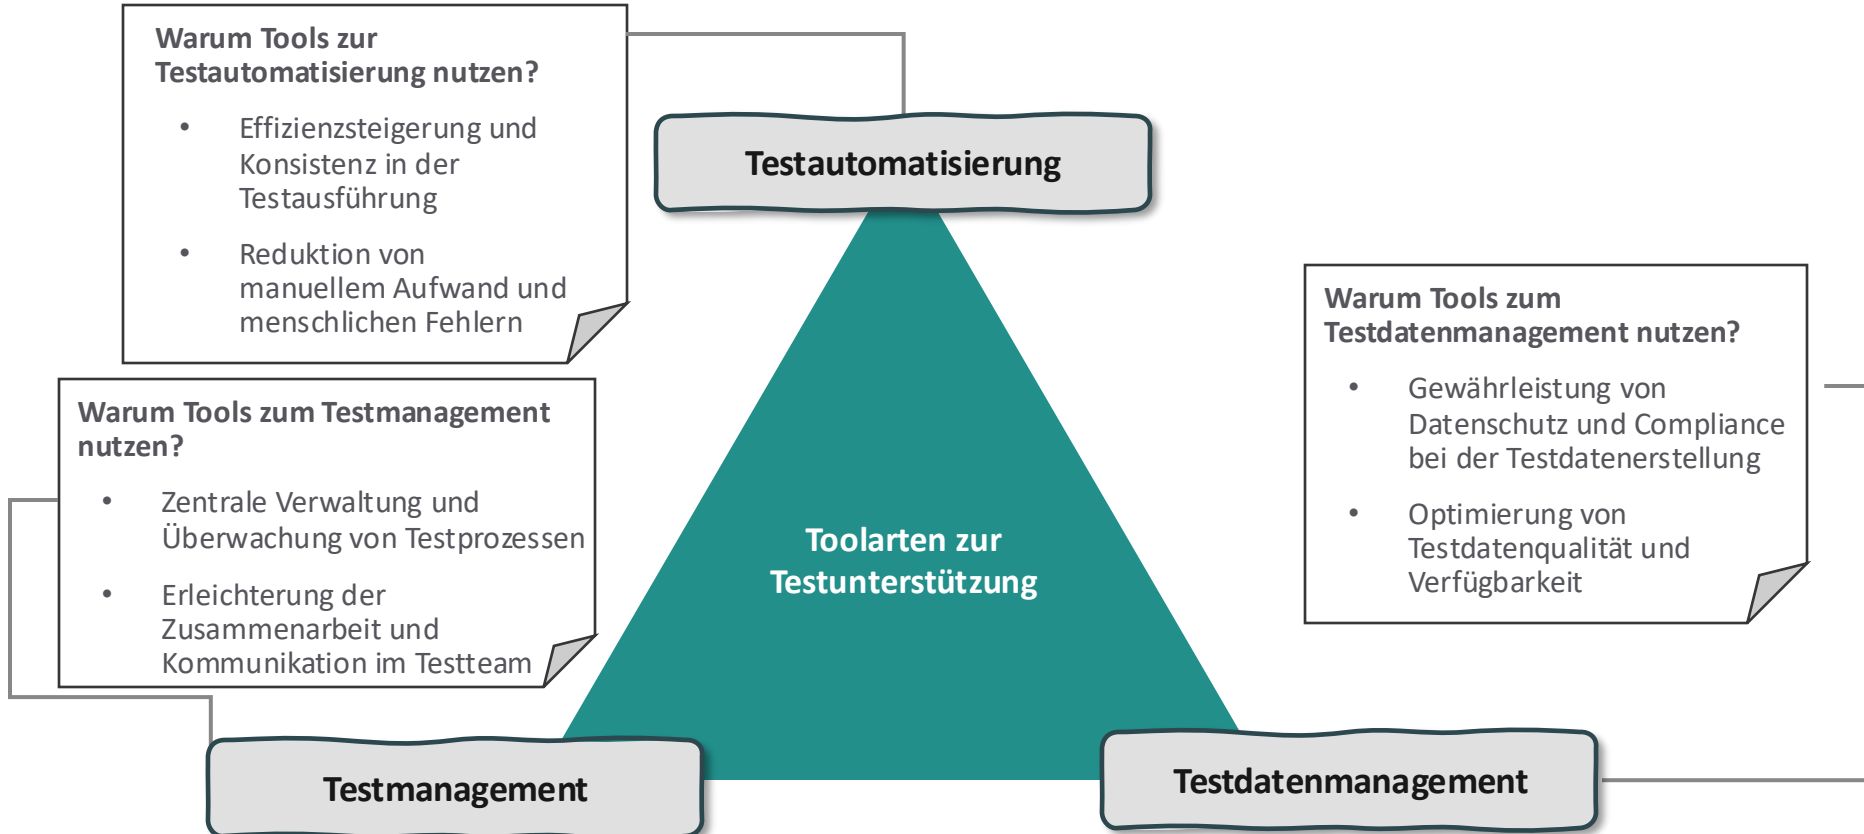 Warum Tools zur
Testautomatisierung nutzen?
• Effizienzsteigerung und
Konsistenz in der
Testausführung
• Reduktion von
manuellem Aufwand und
menschlichen Fehlern
Testautomatisierung
Warum Tools zum Testmanagement
nutzen?
• Zentrale Verwaltung und
Überwachung von Testprozessen
• Erleichterung der
Zusammenarbeit und
Kommunikation im Testteam
Toolarten zur
Testunterstützung
Warum Tools zum
Testdatenmanagement nutzen?
• Gewährleistung von
Datenschutz und Compliance
bei der Testdatenerstellung
• Optimierung von
Testdatenqualität und
Verfügbarkeit
Testmanagement
Testdatenmanagement